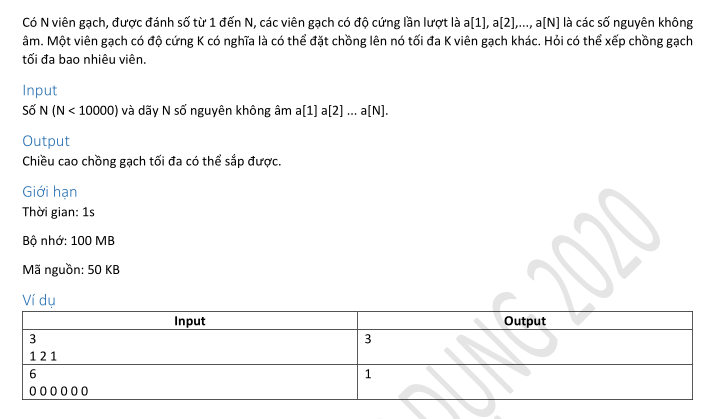 Có N viên gạch, được đánh số từ 1 đến N, các viên gạch có độ cứng lần lượt là a[1], a[2],..., a[N] là các số nguyên không
âm. Một viên gạch có độ cứng K có nghĩa là có thể đặt chồng lên nó tối đa K viên gạch khác. Hỏi có thể xếp chồng gạch
tối đa bao nhiêu viên.
Input
Số N (N < 10000) và dãy N số nguyên không âm a[1] a[2] ... a[N].
Output
Chiều cao chồng gạch tối đa có thể sắp được.
Giới hạn
Thời gian: 1s
Bộ nhớ: 100 MB
Mã nguồn: 50 KB
Ví dụ
Input Output
3 3
1 2 1
6 1
0 0 0 0 0 0
DUNG 2020